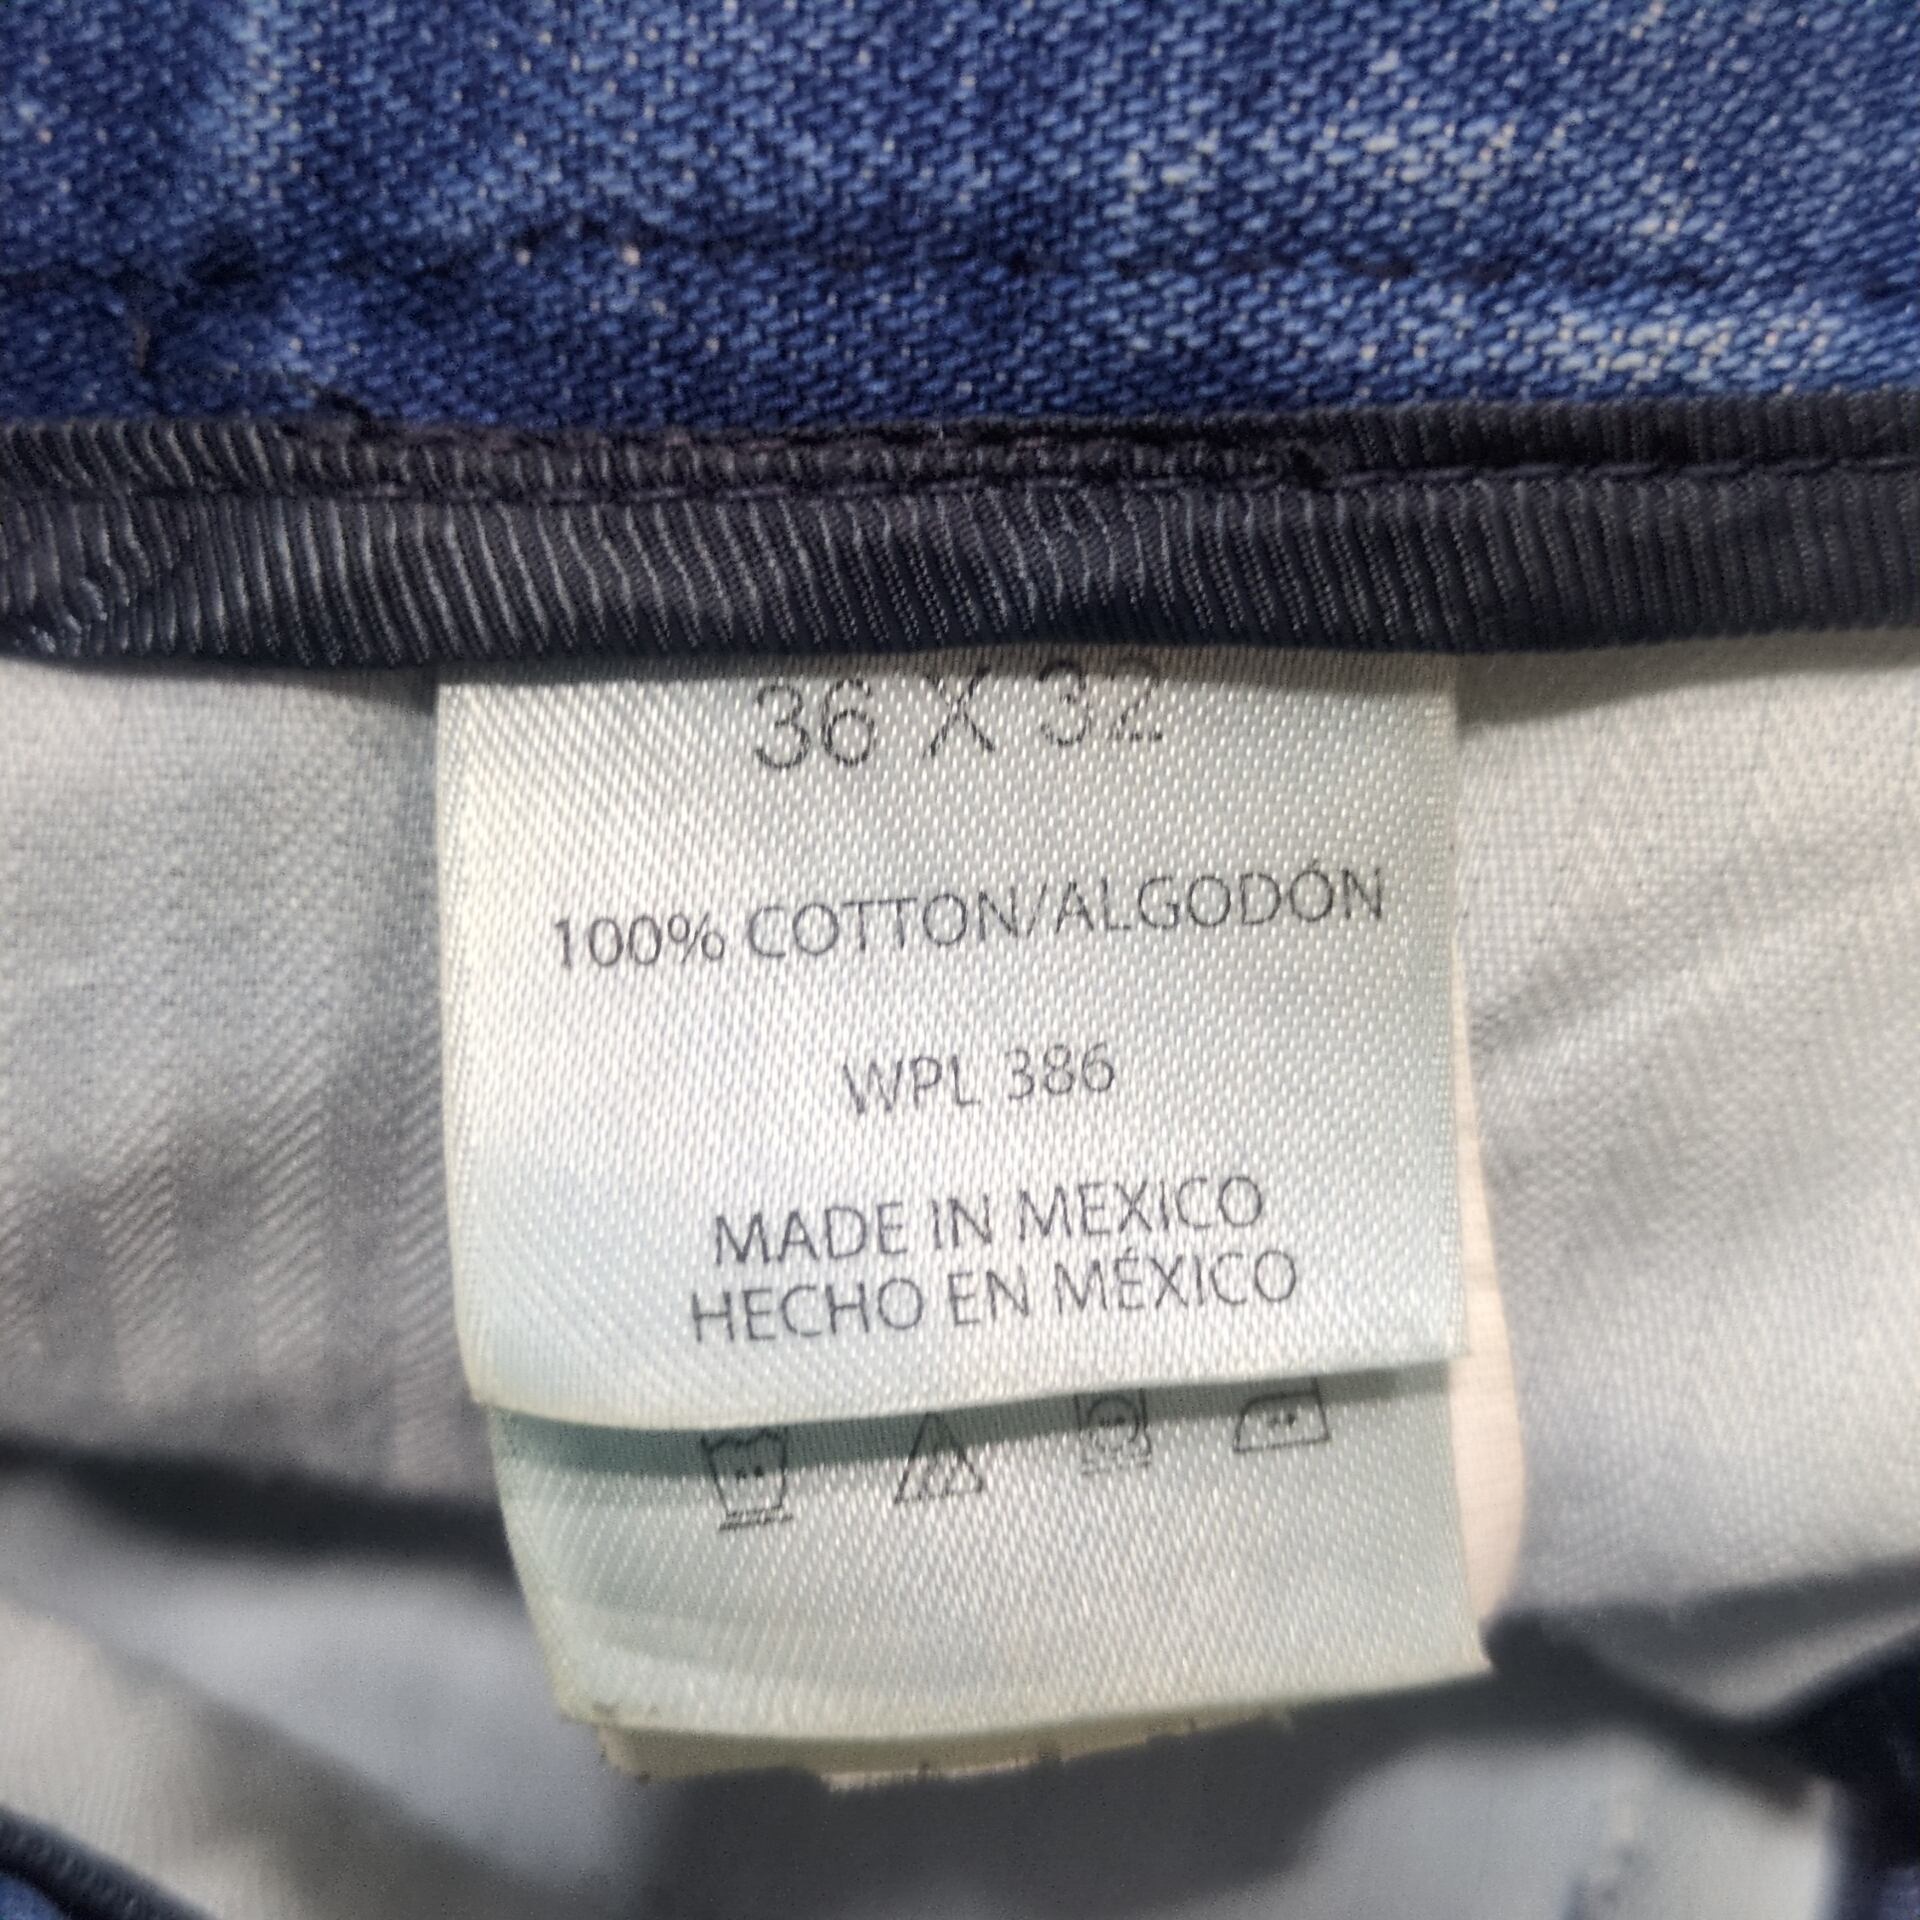 36 X 32
100% COTTON/ALGODÓN
WPL 386
MADE IN MEXICO
HECHO EN MÉXICO